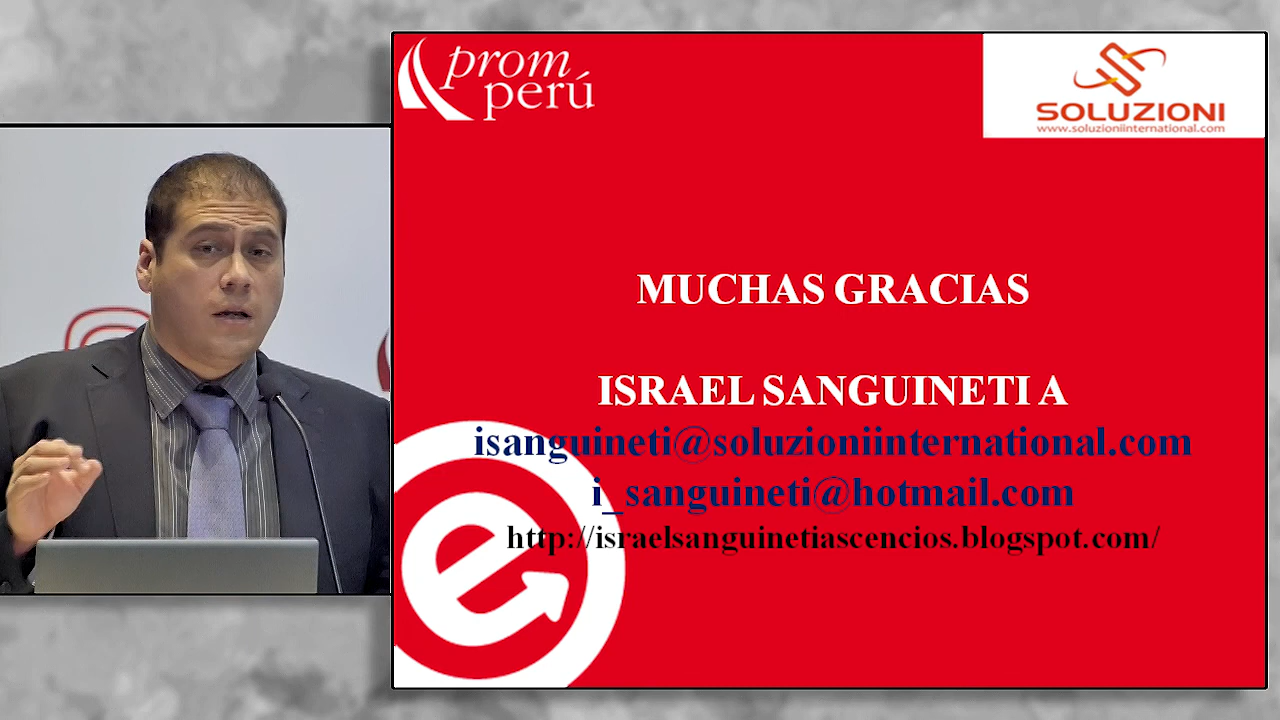 prom
perú
SOLUZIONI
www.soluzioniinternational.com
MUCHAS GRACIAS
ISRAEL SANGUINETI A
isanguineti@soluzioniinternational.com
i_sanguineti@hotmail.com
http://israelsanguinetiascencios.blogspot.com/
e